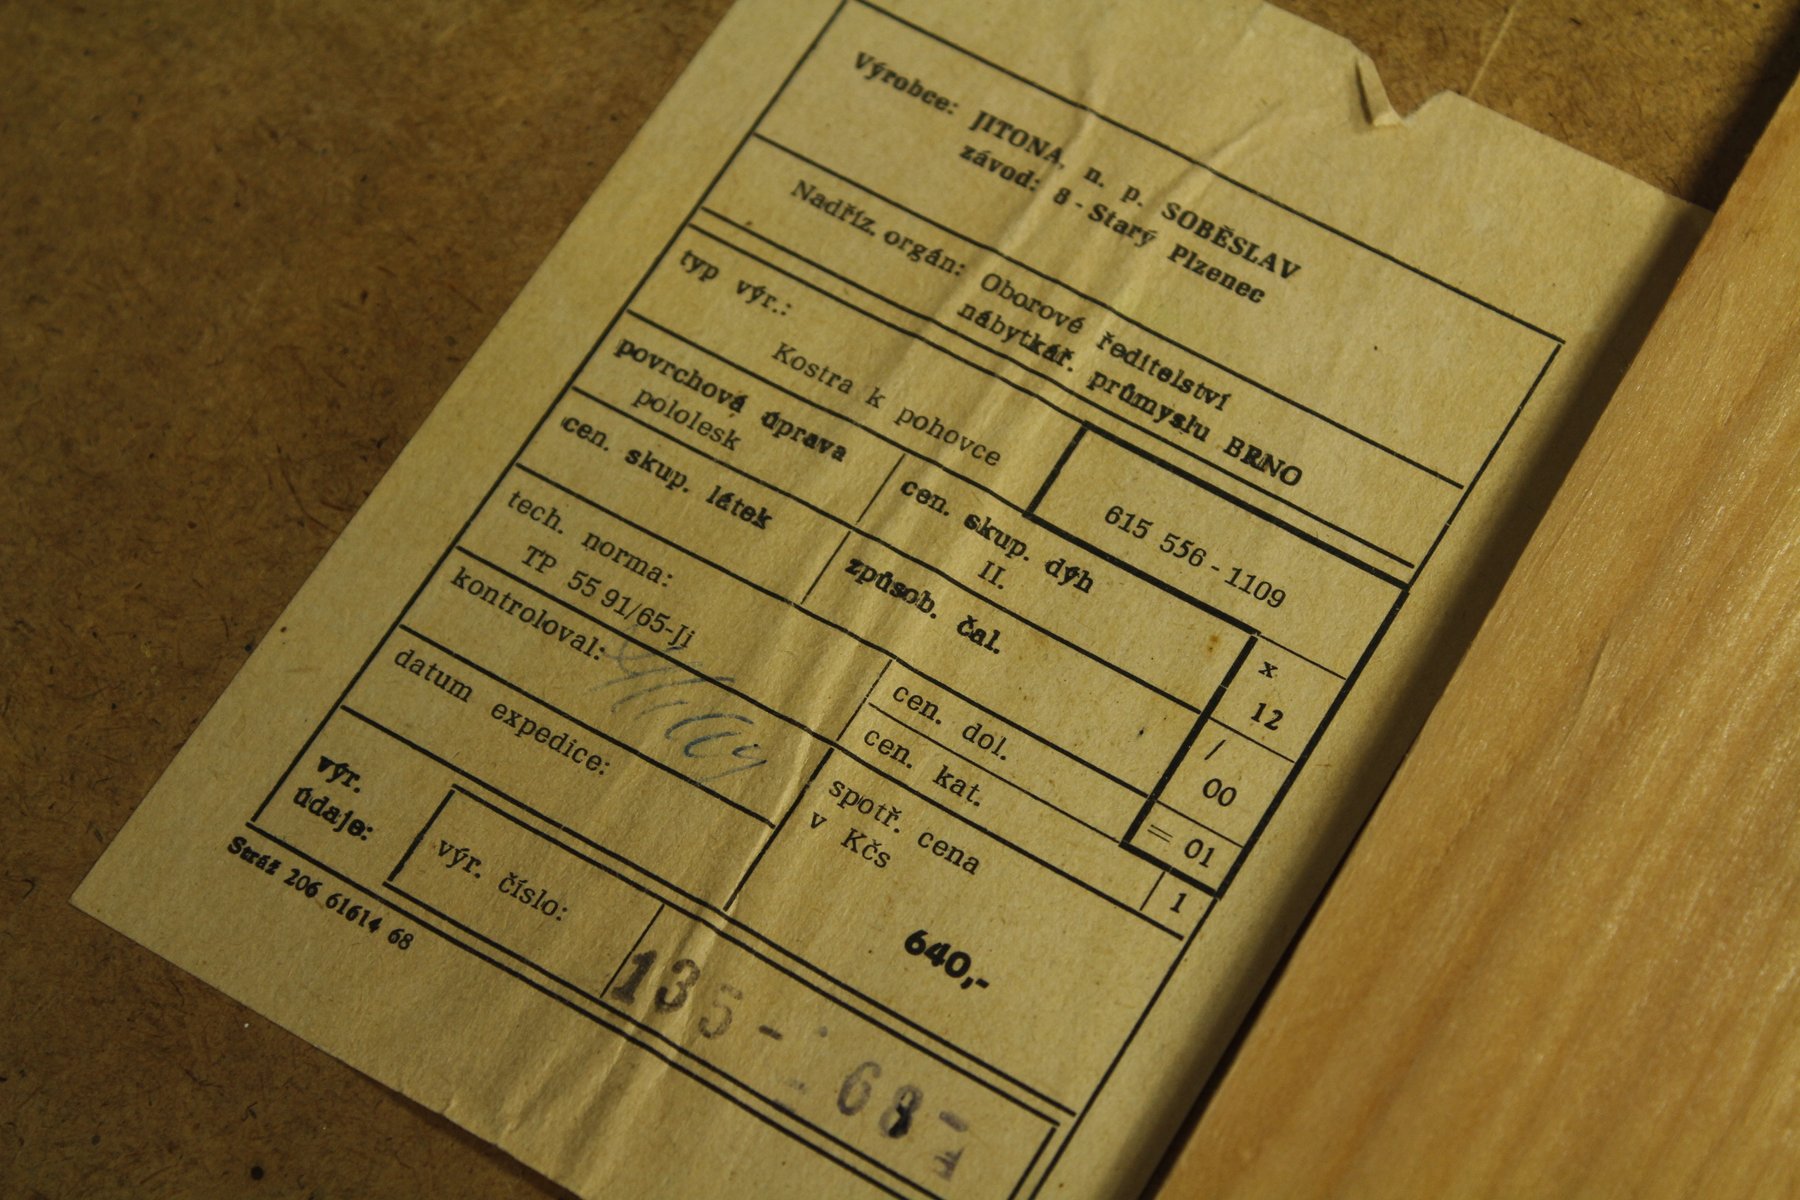 Výrobce: JITONA, n. p. SOBĚSLAV
závod: 8 - Starý Plzenec
Nadříz. orgán: Oborové ředitelství
nábytkář. průmyslu BRNO
typ výr.:
Kostra k pohovce
615 556 - 1109
povrchová úprava
pololesk
cen. skup. dýh
II.
x
12
cen. skup. látek
způsob. čal.
/
00
tech. norma:
TP 55 91/65-Jj
cen. dol.
= 01
cen. kat.
1
kontroloval:
spotř. cena
v Kčs
640,-
datum expedice:
výr.
údaje:
výr. číslo:
135 -
- 68 -
Stráž 206 61614 68